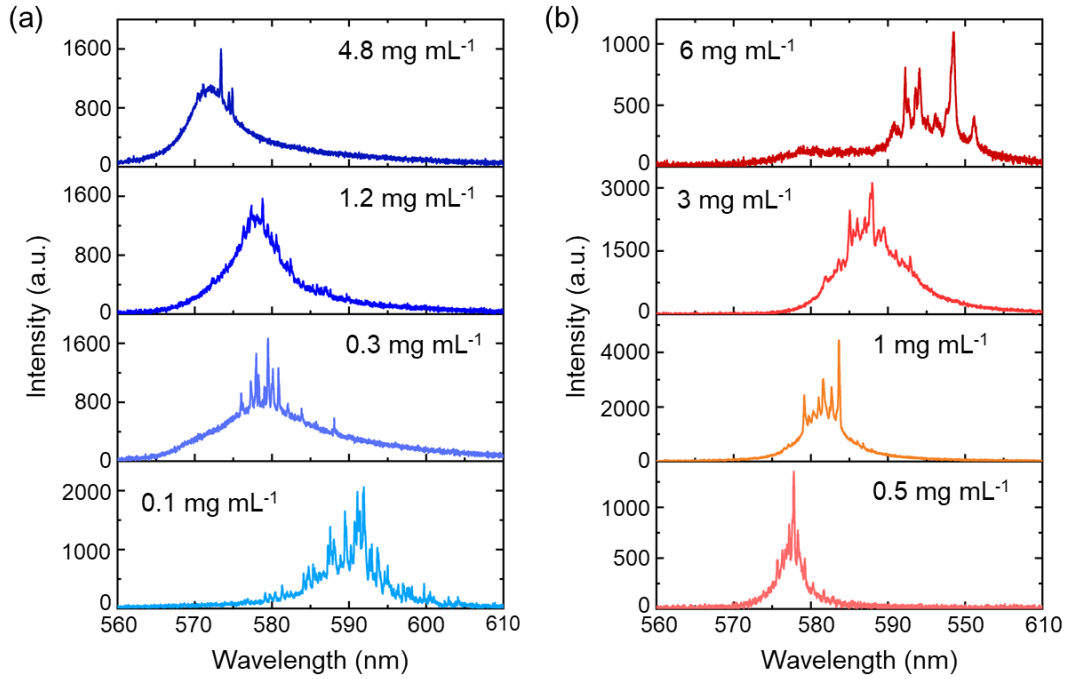 (a)
(b)
1600
800
0
4.8 mg mL⁻¹
1600
800
0
1.2 mg mL⁻¹
1600
800
0
0.3 mg mL⁻¹
2000
1000
0
0.1 mg mL⁻¹
560 570 580 590 600 610
Wavelength (nm)
Intensity (a.u.)
1000
500
0
6 mg mL⁻¹
3000
1500
0
3 mg mL⁻¹
4000
2000
0
1 mg mL⁻¹
1000
500
0
0.5 mg mL⁻¹
560 570 580 590 550 610
Wavelength (nm)
Intensity (a.u.)